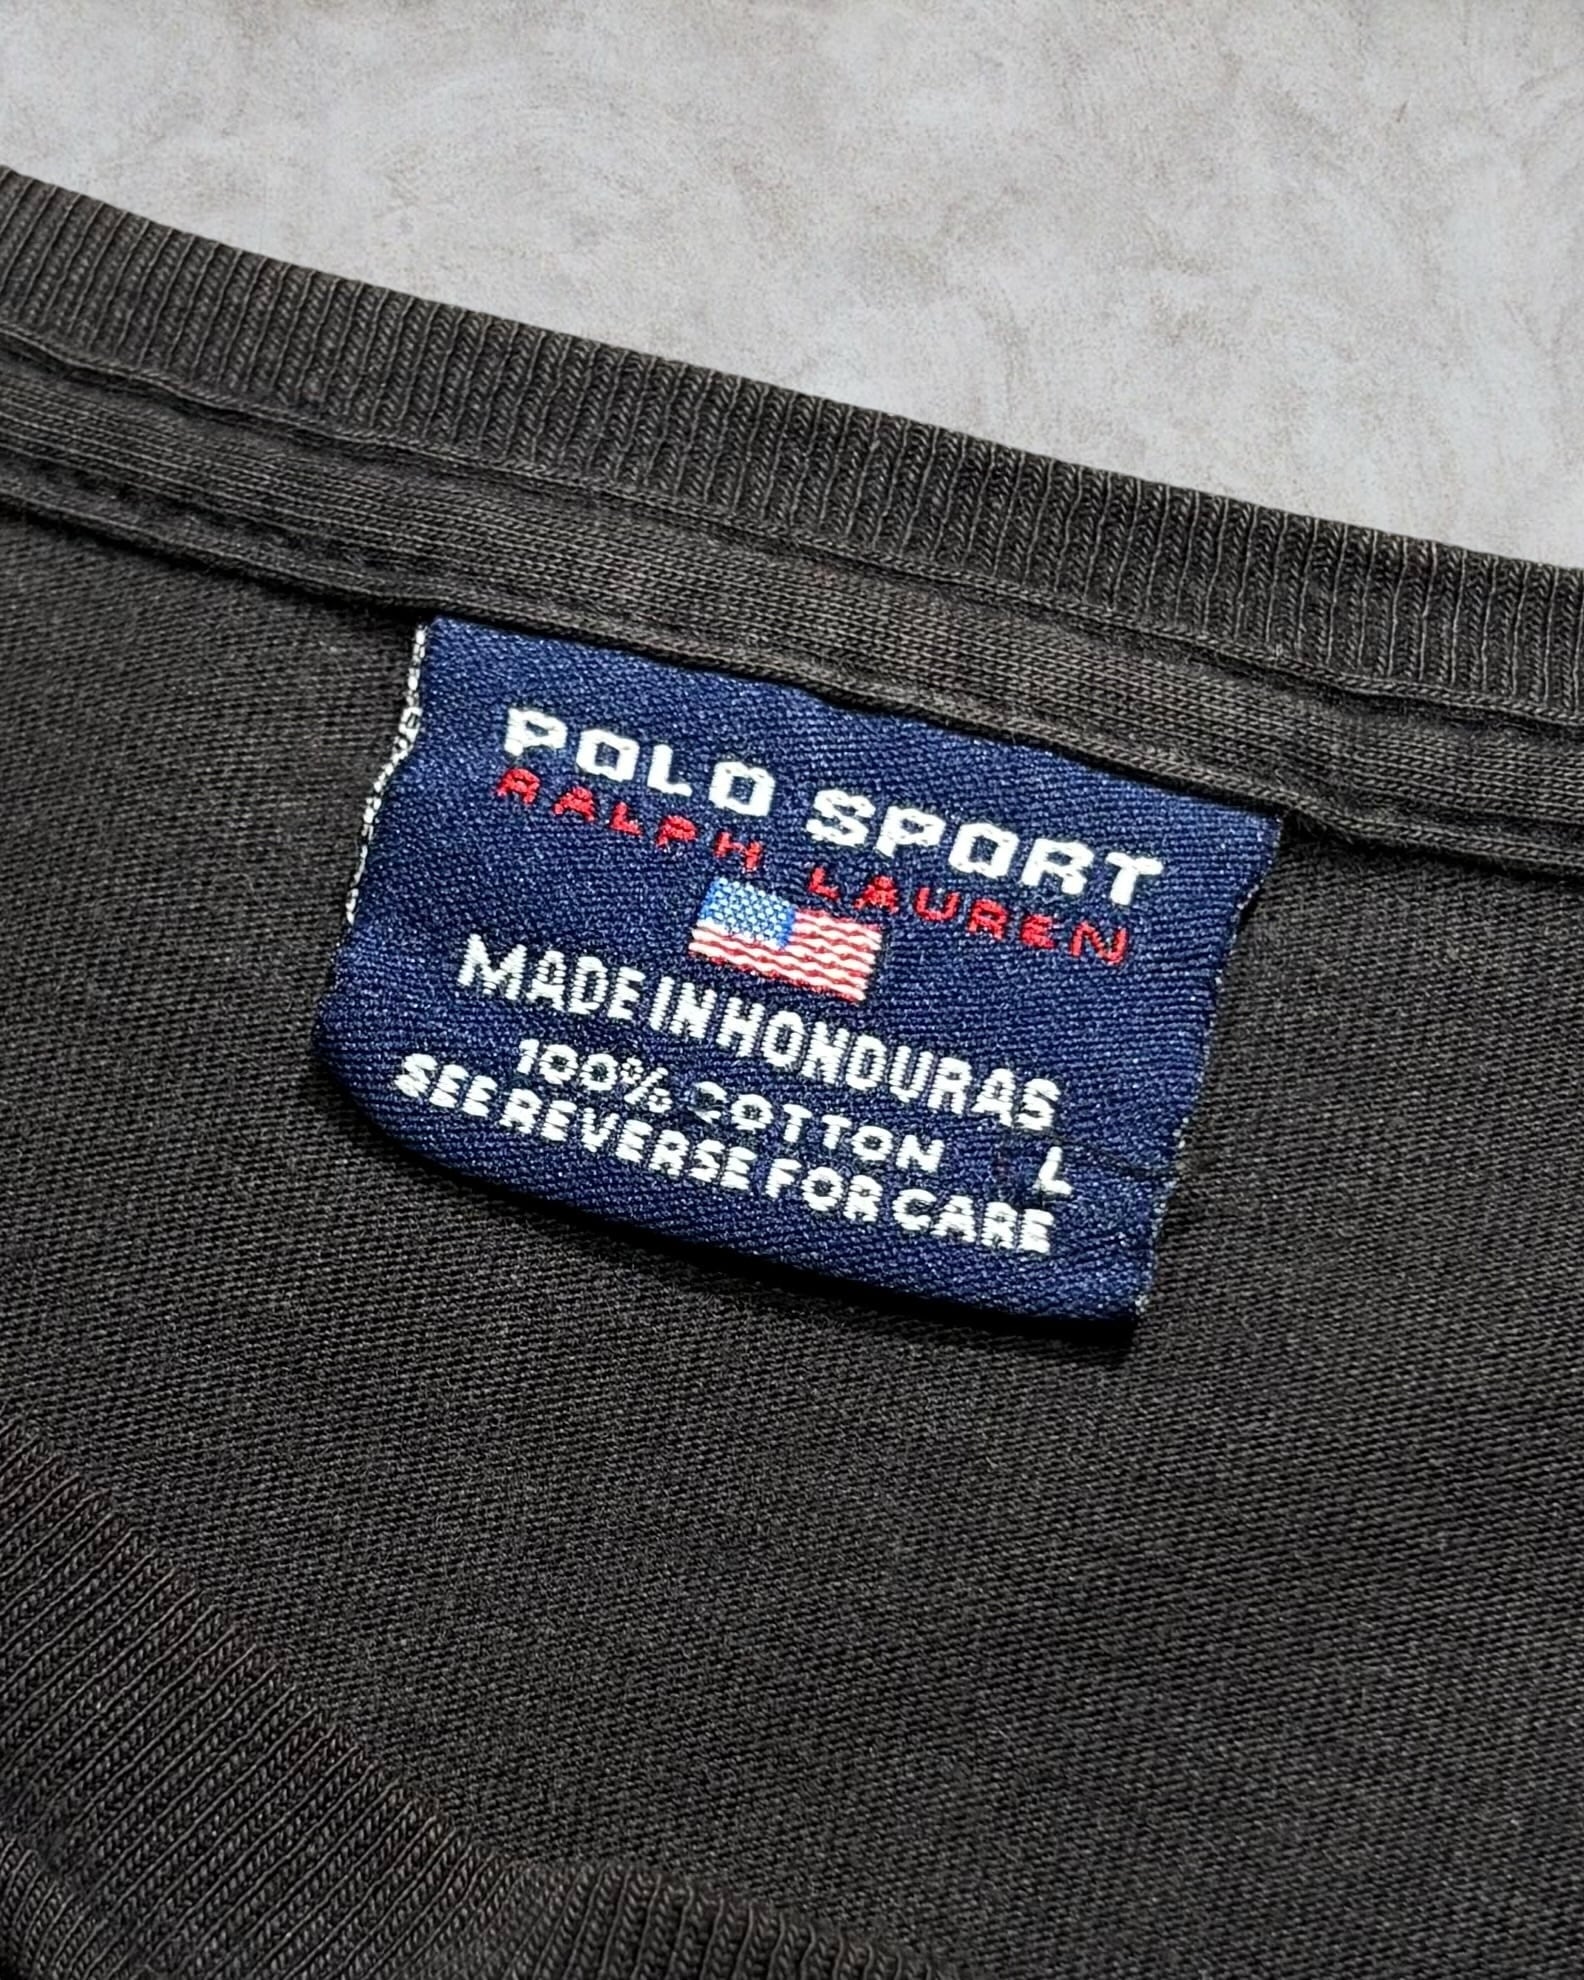 POLO SPORT
RALPH LAUREN
MADE IN HONDURAS
100% COTTON L
SEE REVERSE FOR CARE